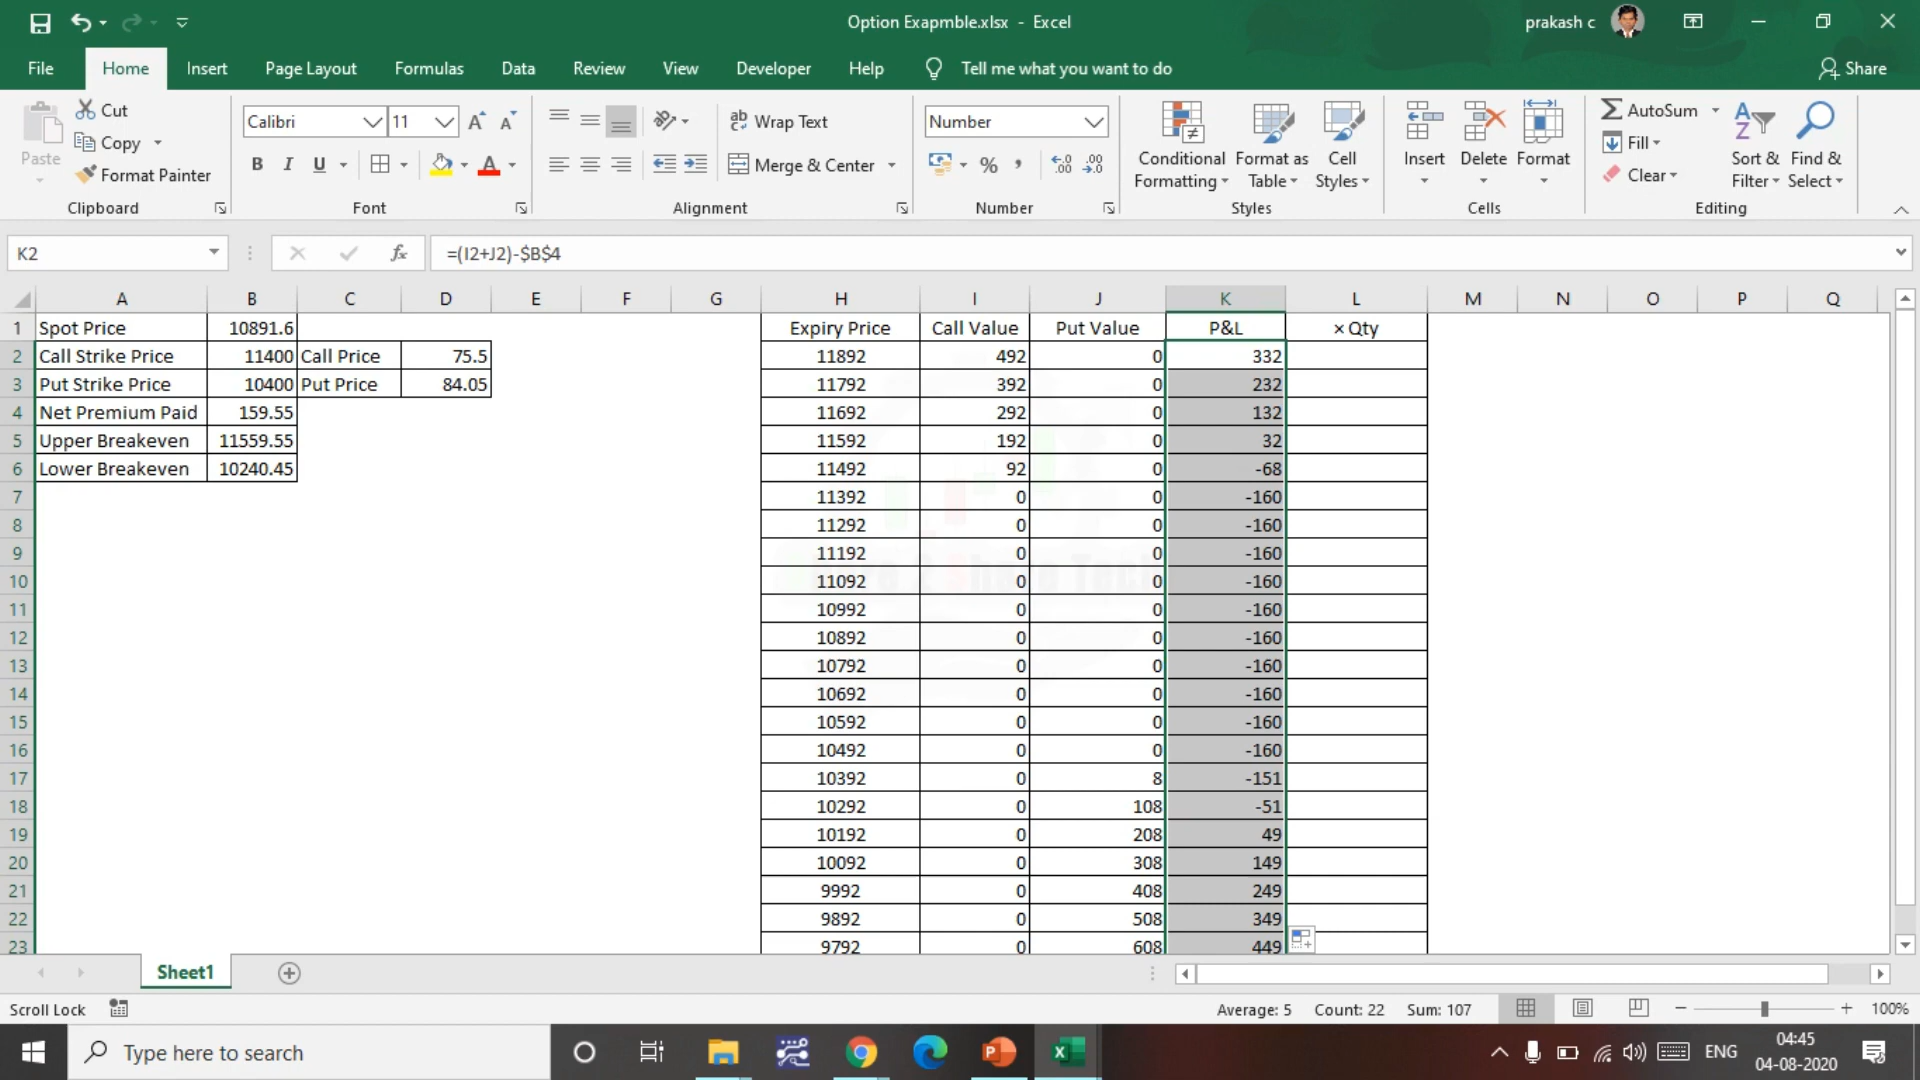 Option Exapmble.xlsx - Excel
prakash c
File Home Insert Page Layout Formulas Data Review View Developer Help Tell me what you want to do Share
Paste
Cut
Copy
Format Painter
Clipboard
Calibri 11
B I U
Font
Wrap Text
Merge & Center
Alignment
Number
% ,
Number
Conditional Formatting
Format as Table
Cell Styles
Styles
Insert Delete Format
Cells
AutoSum
Fill
Clear
Sort & Filter
Find & Select
Editing
K2 fx =(I2+J2)-$B$4
A B C D E F G H I J K L M N O P Q
1 Spot Price 10891.6 Expiry Price Call Value Put Value P&L × Qty
2 Call Strike Price 11400 Call Price 75.5 11892 492 0 332
3 Put Strike Price 10400 Put Price 84.05 11792 392 0 232
4 Net Premium Paid 159.55 11692 292 0 132
5 Upper Breakeven 11559.55 11592 192 0 32
6 Lower Breakeven 10240.45 11492 92 0 -68
7 11392 0 0 -160
8 11292 0 0 -160
9 11192 0 0 -160
10 11092 0 0 -160
11 10992 0 0 -160
12 10892 0 0 -160
13 10792 0 0 -160
14 10692 0 0 -160
15 10592 0 0 -160
16 10492 0 0 -160
17 10392 0 8 -151
18 10292 0 108 -51
19 10192 0 208 49
20 10092 0 308 149
21 9992 0 408 249
22 9892 0 508 349
23 9792 0 608 449
Sheet1
Scroll Lock Average: 5 Count: 22 Sum: 107 100%
Type here to search
ENG
04:45
04-08-2020